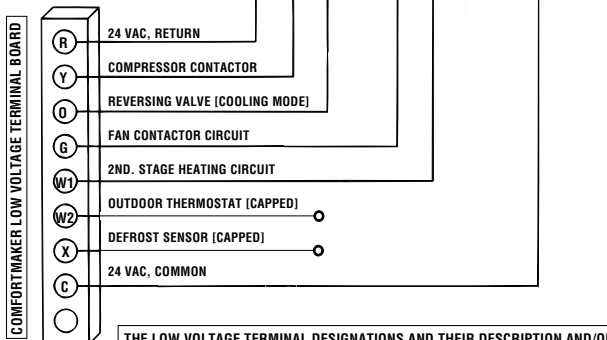 COMFORTMAKER LOW VOLTAGE TERMINAL BOARD
R 24 VAC, RETURN
Y COMPRESSOR CONTACTOR
O REVERSING VALVE [COOLING MODE]
G FAN CONTACTOR CIRCUIT
W1 2ND. STAGE HEATING CIRCUIT
W2 OUTDOOR THERMOSTAT [CAPPED]
X DEFROST SENSOR [CAPPED]
C 24 VAC, COMMON
THE LOW VOLTAGE TERMINAL DESIGNATIONS AND THEIR DESCRIPTION AND/O